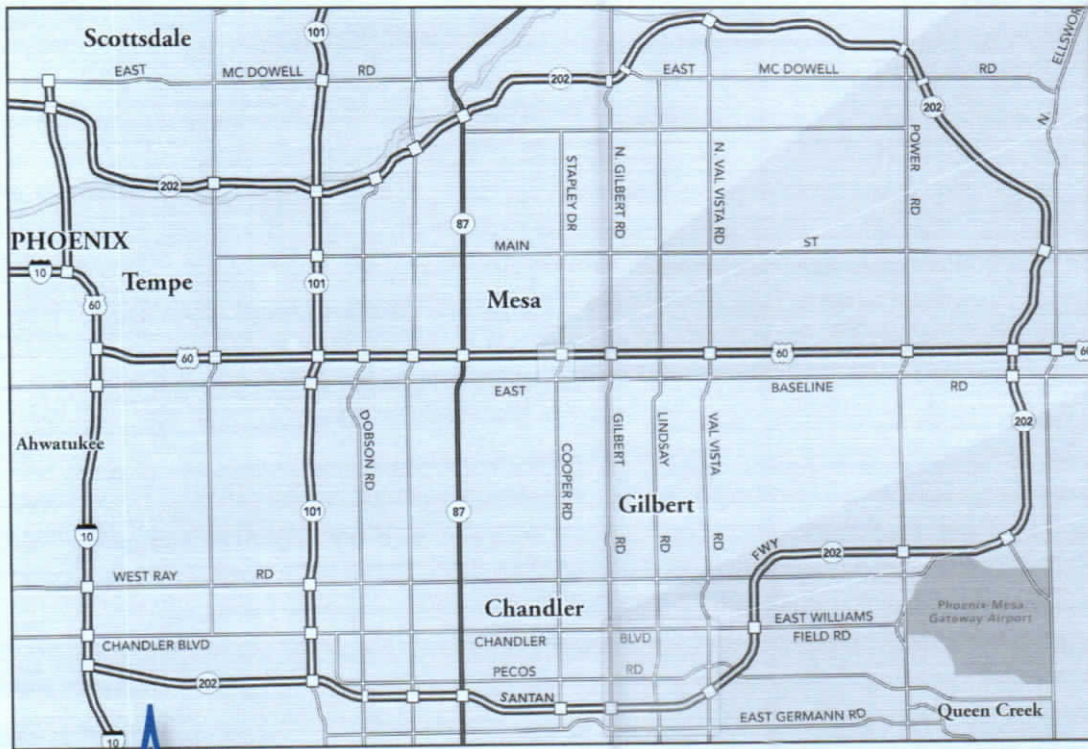 Scottsdale
101
ELLSWOR
EAST MC DOWELL RD
202
EAST MC DOWELL RD
202
N.
POWER RD
STAPLEY DR
N. GILBERT RD
N. VAL VISTA RD
202
87
PHOENIX
MAIN ST
10
Tempe
101
60
Mesa
60
60
60
EAST BASELINE RD
DOBSON RD
COOPER RD
GILBERT RD
LINDSAY RD
VAL VISTA RD
202
Ahwatukee
Gilbert
101
87
10
FWY
202
WEST RAY RD
Chandler
Phoenix-Mesa
Gateway Airport
EAST WILLIAMS
FIELD RD
CHANDLER BLVD
CHANDLER BLVD
PECOS RD
202
SANTAN
EAST GERMANN RD
Queen Creek
10